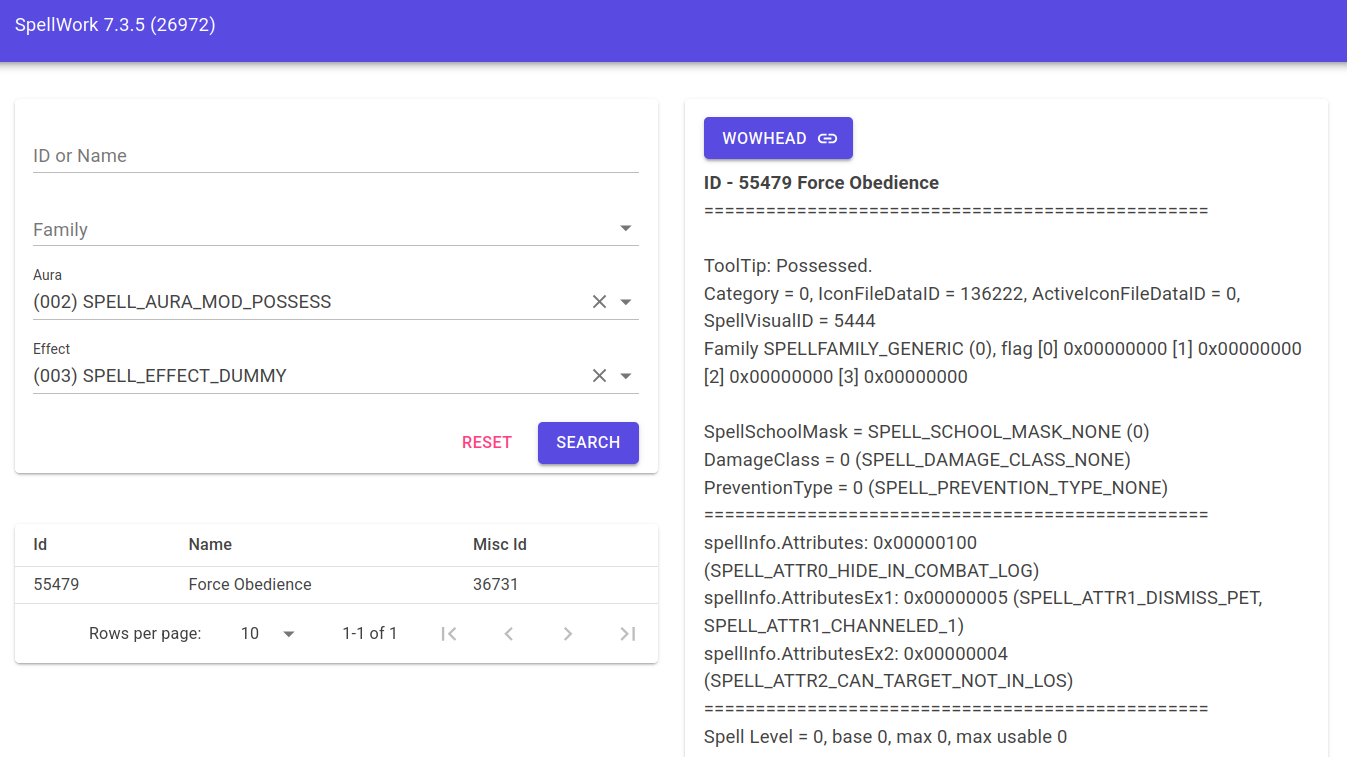 SpellWork 7.3.5 (26972)
ID or Name
Family
Aura
(002) SPELL_AURA_MOD_POSSESS
Effect
(003) SPELL_EFFECT_DUMMY
RESET
SEARCH
Id Name Misc Id
55479 Force Obedience 36731
Rows per page: 10 1-1 of 1
WOWHEAD
ID - 55479 Force Obedience
=================================================
ToolTip: Possessed.
Category = 0, IconFileDataID = 136222, ActiveIconFileDataID = 0,
SpellVisualID = 5444
Family SPELLFAMILY_GENERIC (0), flag [0] 0x00000000 [1] 0x00000000
[2] 0x00000000 [3] 0x00000000
SpellSchoolMask = SPELL_SCHOOL_MASK_NONE (0)
DamageClass = 0 (SPELL_DAMAGE_CLASS_NONE)
PreventionType = 0 (SPELL_PREVENTION_TYPE_NONE)
=================================================
spellInfo.Attributes: 0x00000100
(SPELL_ATTR0_HIDE_IN_COMBAT_LOG)
spellInfo.AttributesEx1: 0x00000005 (SPELL_ATTR1_DISMISS_PET,
SPELL_ATTR1_CHANNELED_1)
spellInfo.AttributesEx2: 0x00000004
(SPELL_ATTR2_CAN_TARGET_NOT_IN_LOS)
=================================================
Spell Level = 0, base 0, max 0, max usable 0